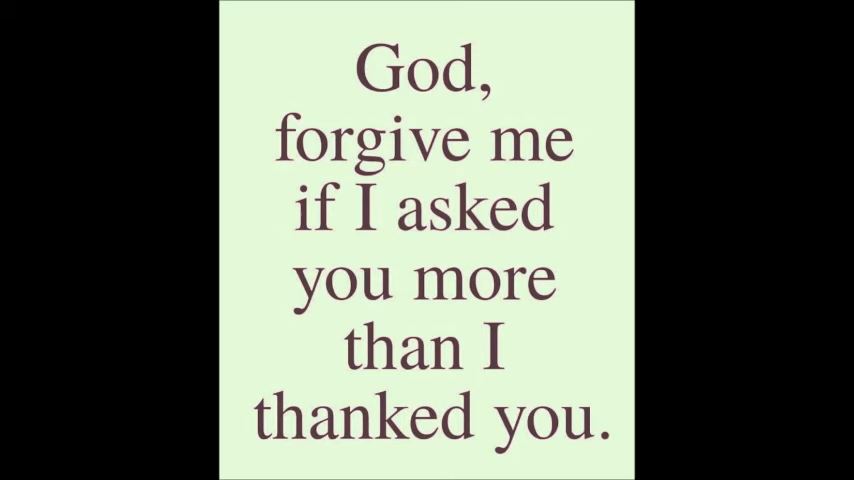 God,
forgive me
if I asked
you more
than I
thanked you.